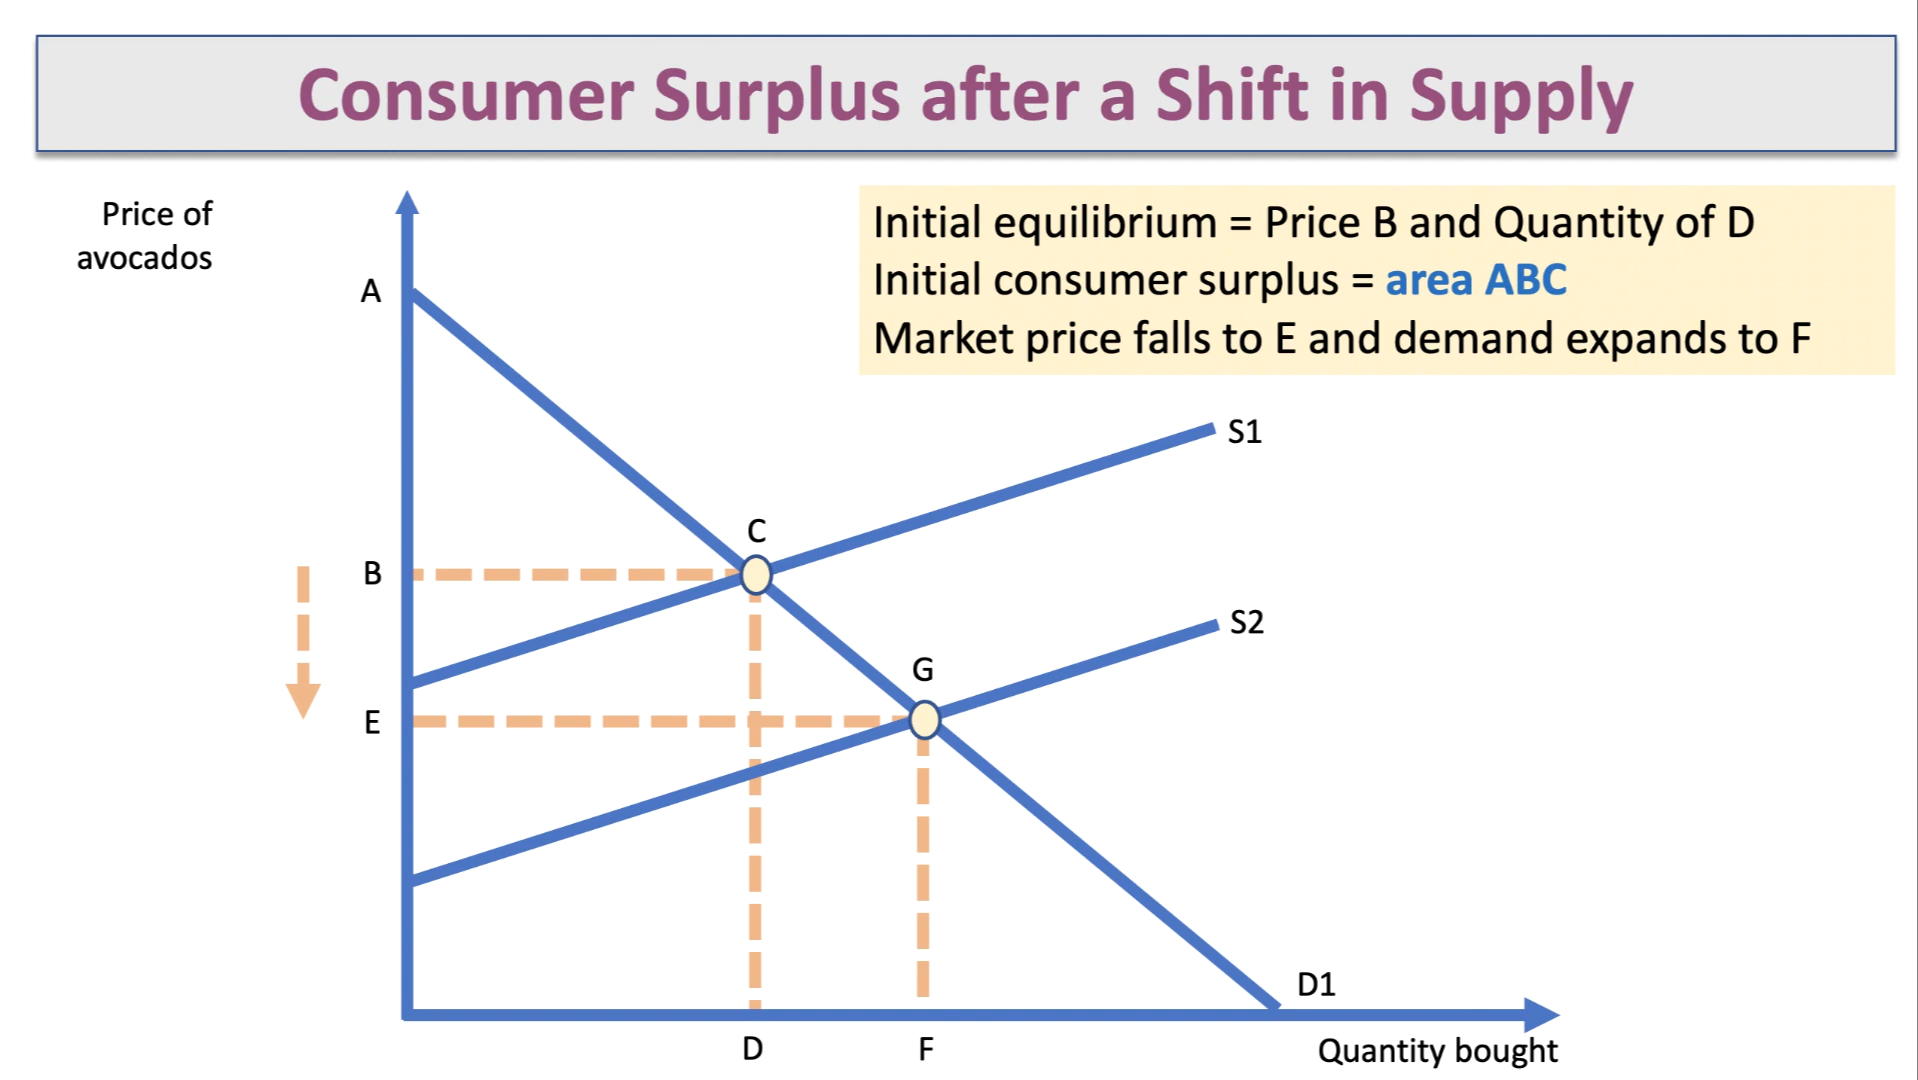 Consumer Surplus after a Shift in Supply
Price of
avocados
Initial equilibrium = Price B and Quantity of D
Initial consumer surplus = area ABC
Market price falls to E and demand expands to F
A
S1
C
B
S2
G
E
D1
D
F
Quantity bought